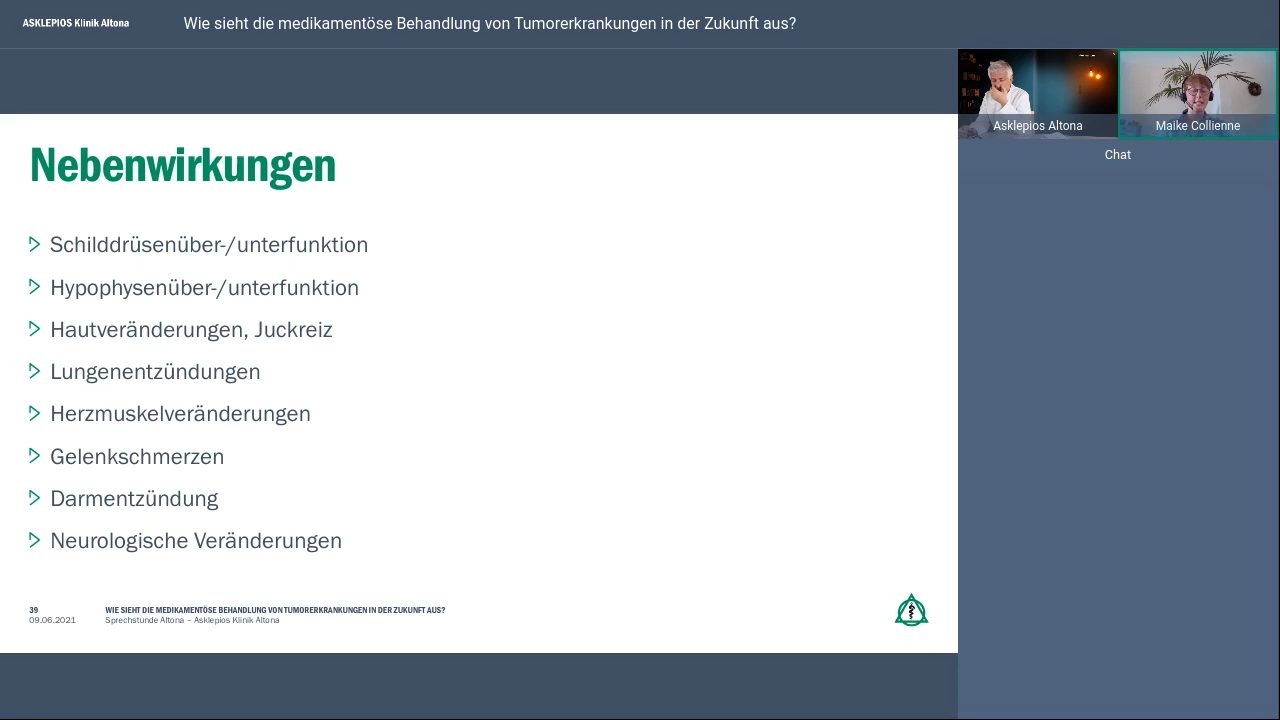 ASKLEPIOS Klinik Altona
Wie sieht die medikamentöse Behandlung von Tumorerkrankungen in der Zukunft aus?
Asklepios Altona
Maike Collienne
Chat
Nebenwirkungen
Schilddrüsenüber-/unterfunktion
Hypophysenüber-/unterfunktion
Hautveränderungen, Juckreiz
Lungenentzündungen
Herzmuskelveränderungen
Gelenkschmerzen
Darmentzündung
Neurologische Veränderungen
39
WIE SIEHT DIE MEDIKAMENTÖSE BEHANDLUNG VON TUMORERKRANKUNGEN IN DER ZUKUNFT AUS?
09.06.2021
Sprechstunde Altona – Asklepios Klinik Altona